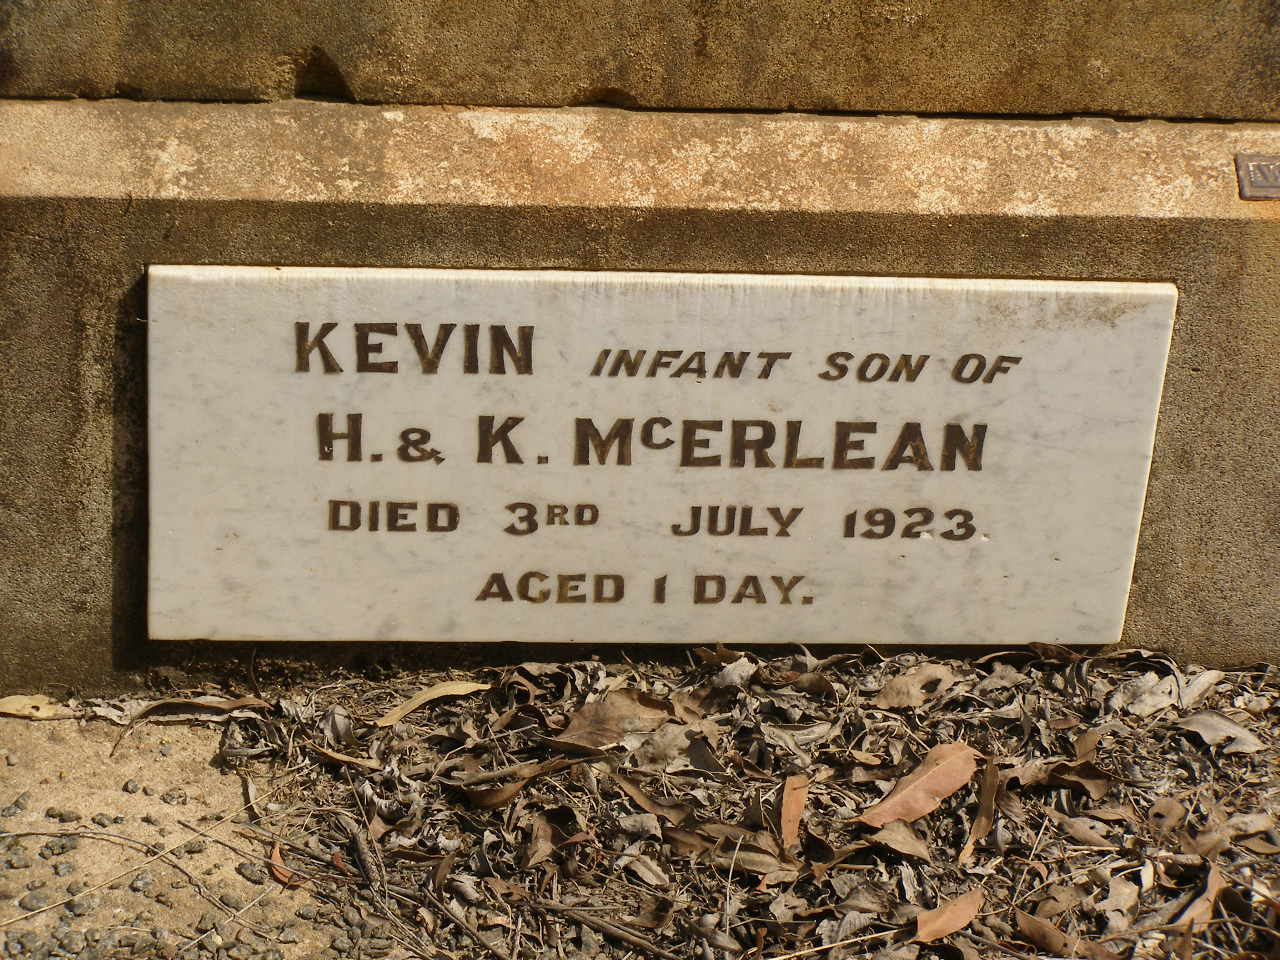 KEVIN INFANT SON OF
H. & K. McERLEAN
DIED 3RD JULY 1923.
AGED 1 DAY.